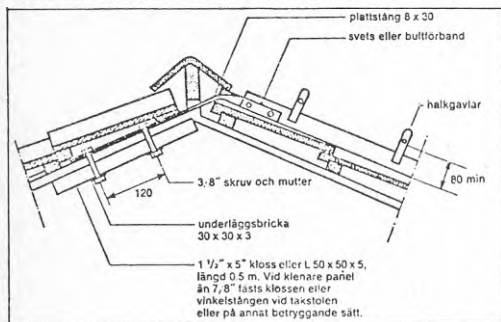 plattstång 8 x 30
svets eller bultförband
halkgavlar
80 min
120
3/8" skruv och mutter
underläggsbricka
30 x 30 x 3
1 1/2" x 5" kloss eller L 50 x 50 x 5,
längd 0.5 m. Vid klenare panel
än 7/8" fästs klossen eller
vinkelstången vid takstolen
eller på annat betryggande sätt.